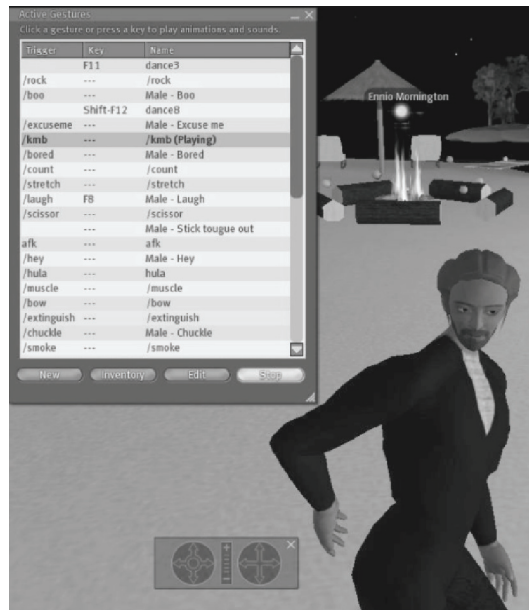 Active Gestures
Click a gesture or press a key to play animations and sounds.
Trigger Key Name
F11 dance3
/rock --- /rock
/boo --- Male - Boo
Shift-F12 dance8
/excuseme --- Male - Excuse me
/kmb --- /kmb (Playing)
/bored --- Male - Bored
/count --- /count
/stretch --- /stretch
/laugh F8 Male - Laugh
/scissor --- /scissor
--- Male - Stick tougue out
afk --- afk
/hey --- Male - Hey
/hula --- hula
/muscle --- /muscle
/bow --- /bow
/extinguish --- /extinguish
/chuckle --- Male - Chuckle
/smoke --- /smoke
New Inventory Edit Stop
Ennio Mornington